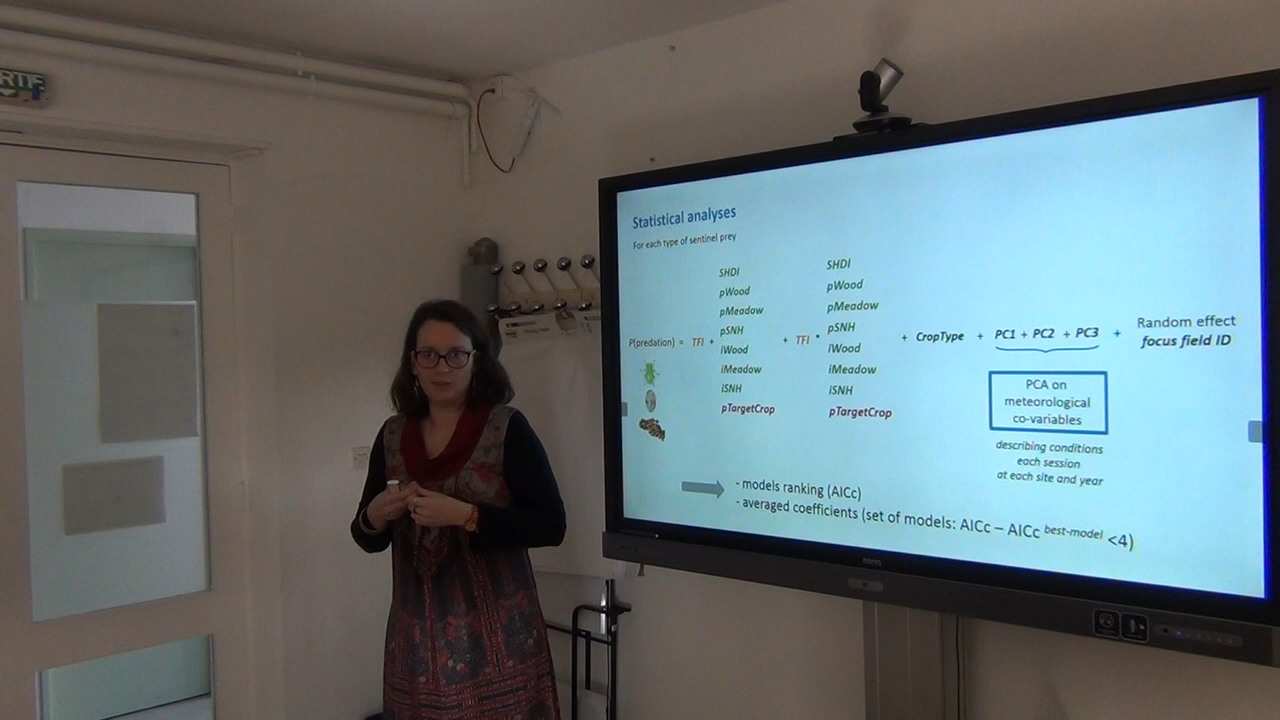 Statistical analyses
For each type of sentinel prey
P(predation) = TFI +
SHDI
pWood
pMeadow
pSNH
lWood
lMeadow
lSNH
pTargetCrop
+ TFI *
SHDI
pWood
pMeadow
pSNH
lWood
lMeadow
lSNH
pTargetCrop
+ CropType + PC1 + PC2 + PC3 +
Random effect
focus field ID
PCA on
meteorological
co-variables
describing conditions
each session
at each site and year
- models ranking (AICc)
- averaged coefficients (set of models: AICc – AICc best-model <4)
BenQ